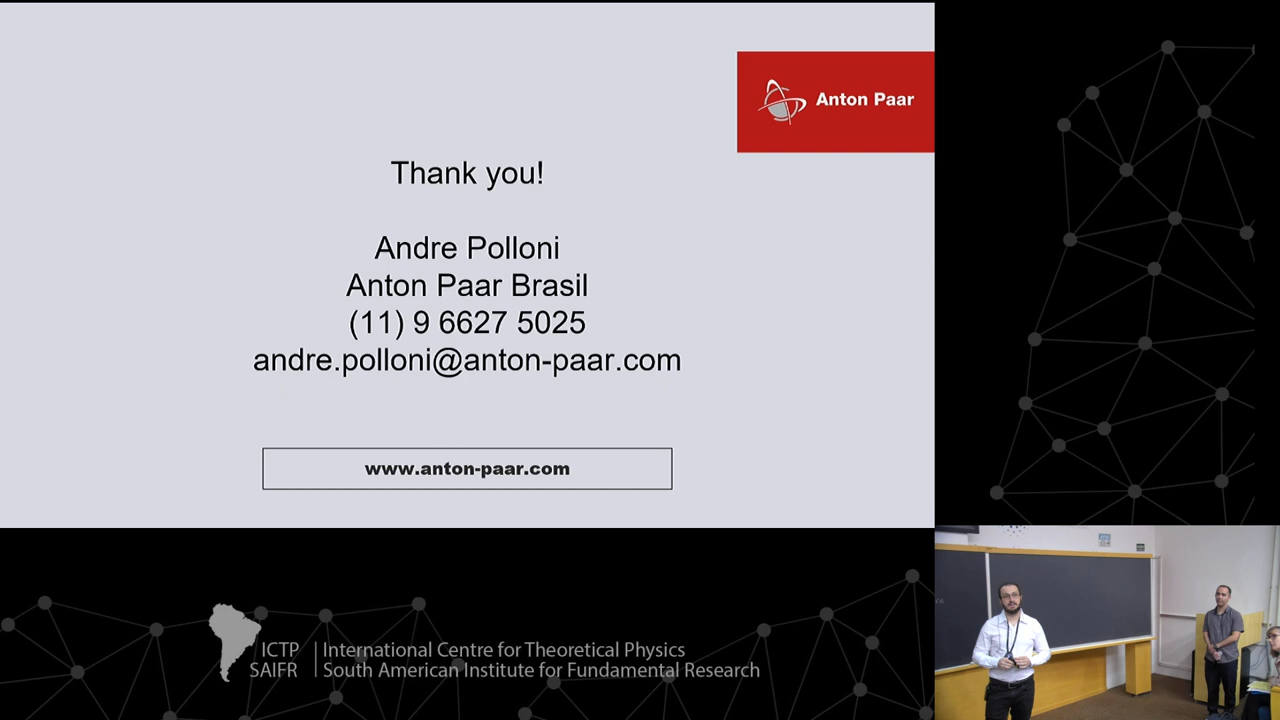 Anton Paar
Thank you!
Andre Polloni
Anton Paar Brasil
(11) 9 6627 5025
andre.polloni@anton-paar.com
www.anton-paar.com
ICTP
SAIFR
International Centre for Theoretical Physics
South American Institute for Fundamental Research